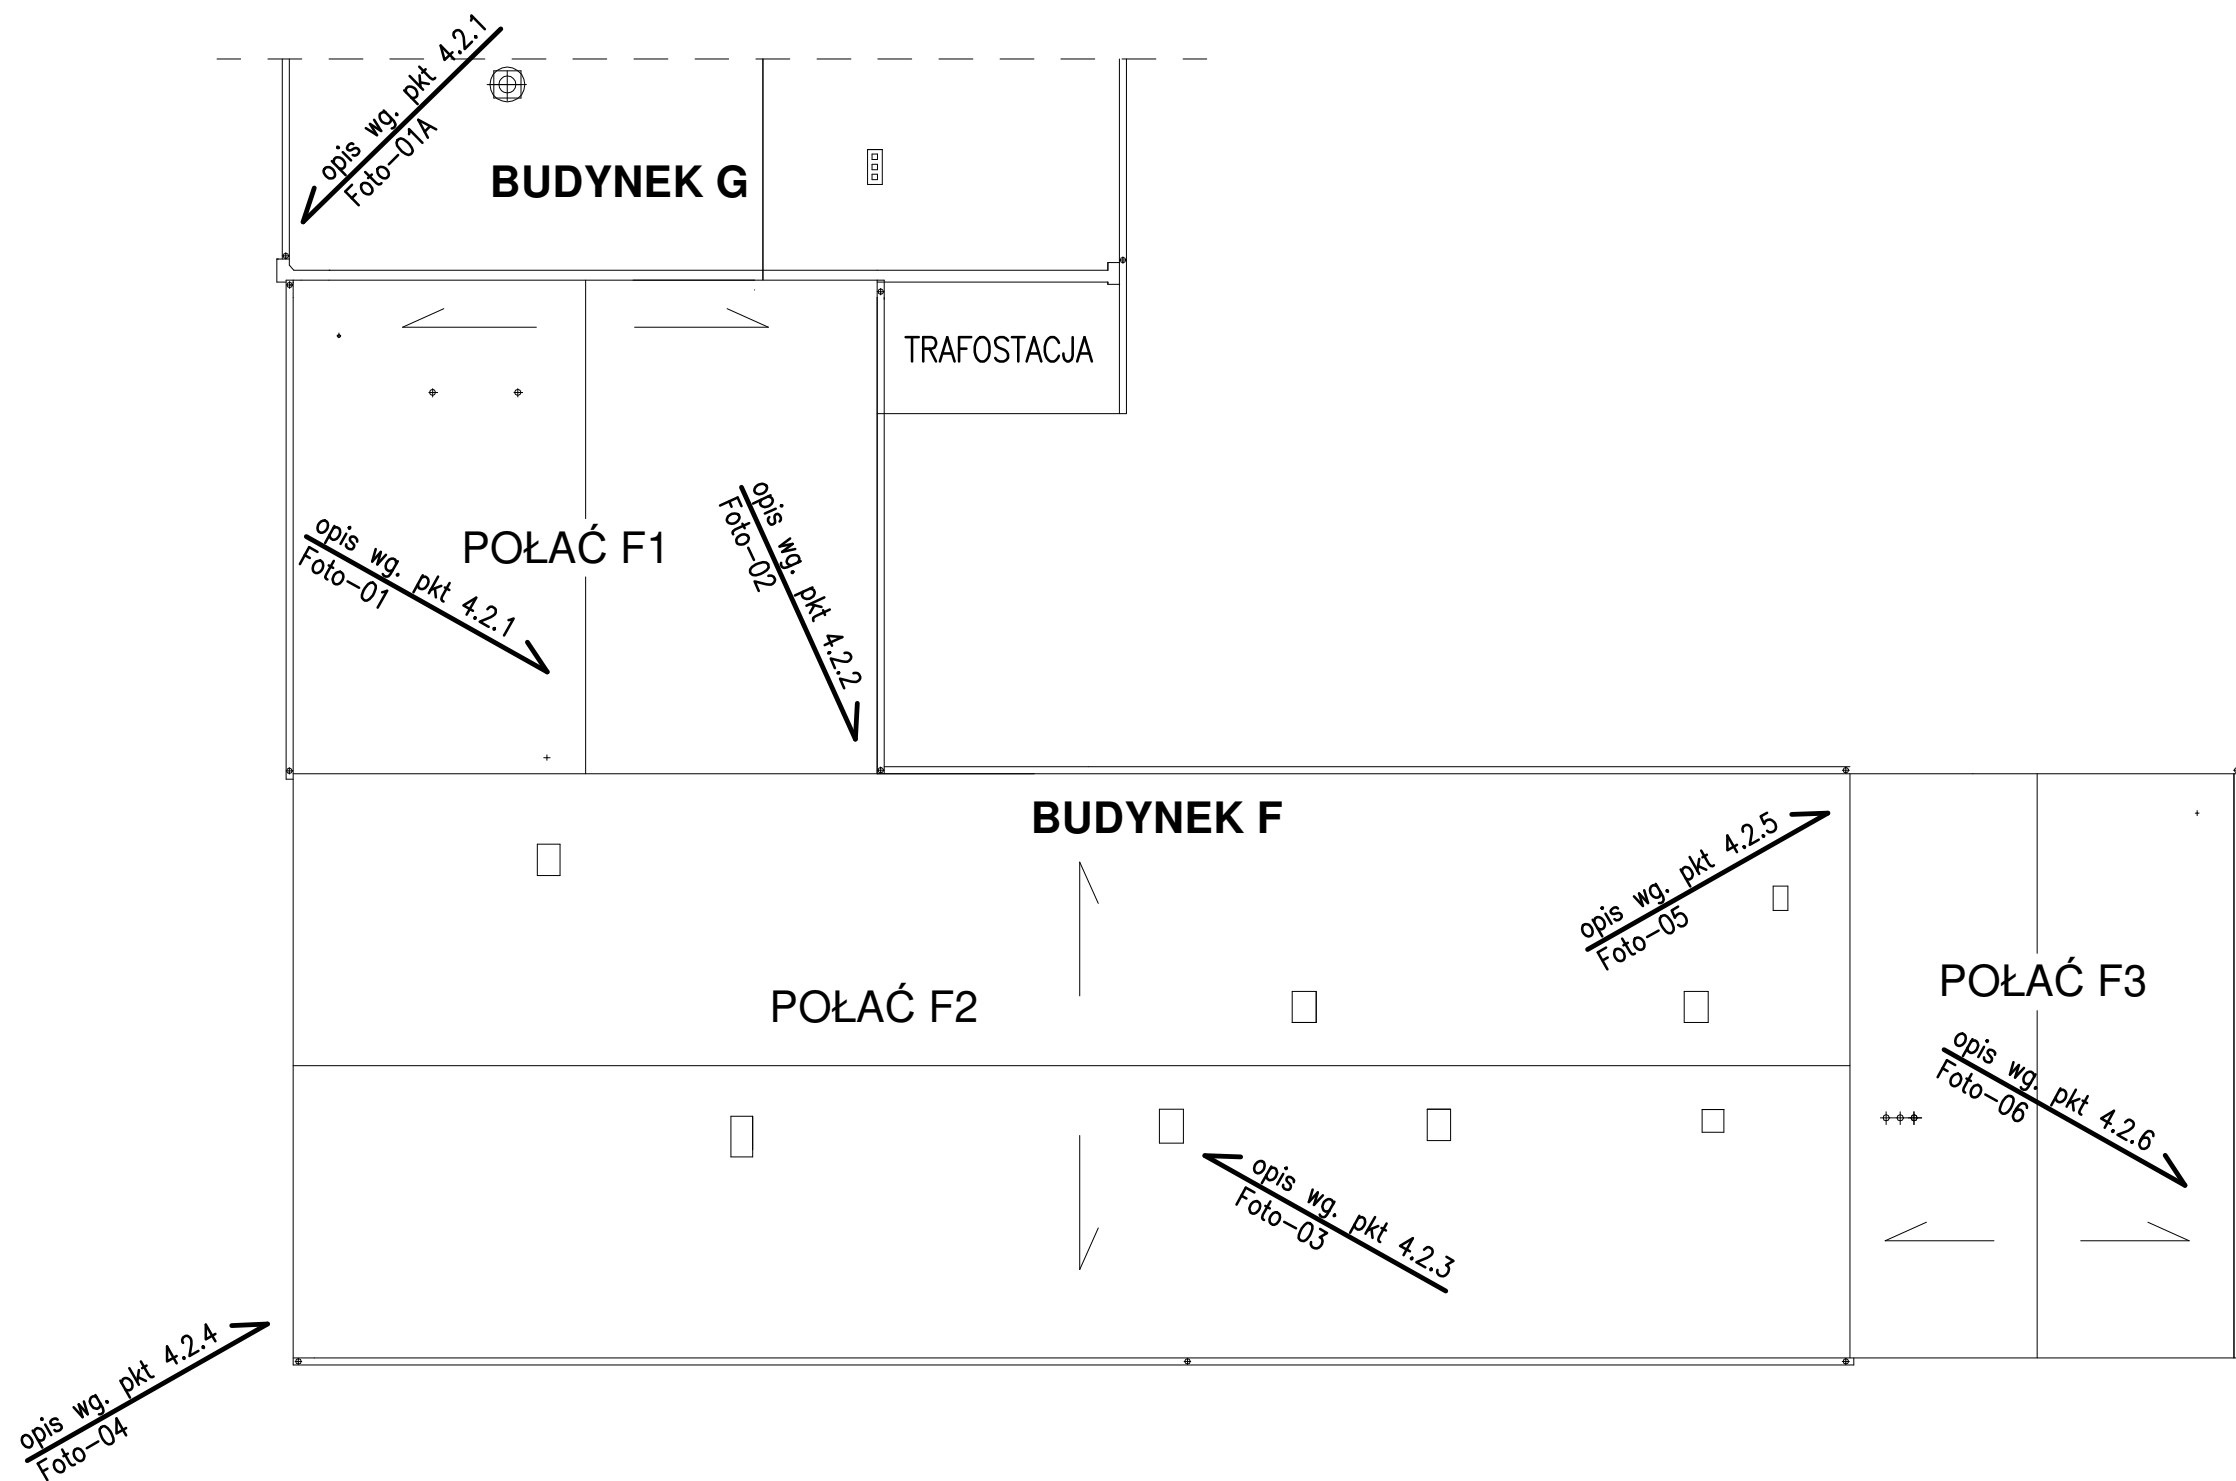 opis wg. pkt 4.2.1
Foto-01A
BUDYNEK G
TRAFOSTACJA
opis wg. pkt 4.2.1
Foto-01
POŁAĆ F1
opis wg. pkt 4.2.2
Foto-02
BUDYNEK F
opis wg. pkt 4.2.5
Foto-05
POŁAĆ F2
POŁAĆ F3
opis wg. pkt 4.2.6
Foto-06
opis wg. pkt 4.2.3
Foto-03
opis wg. pkt 4.2.4
Foto-04